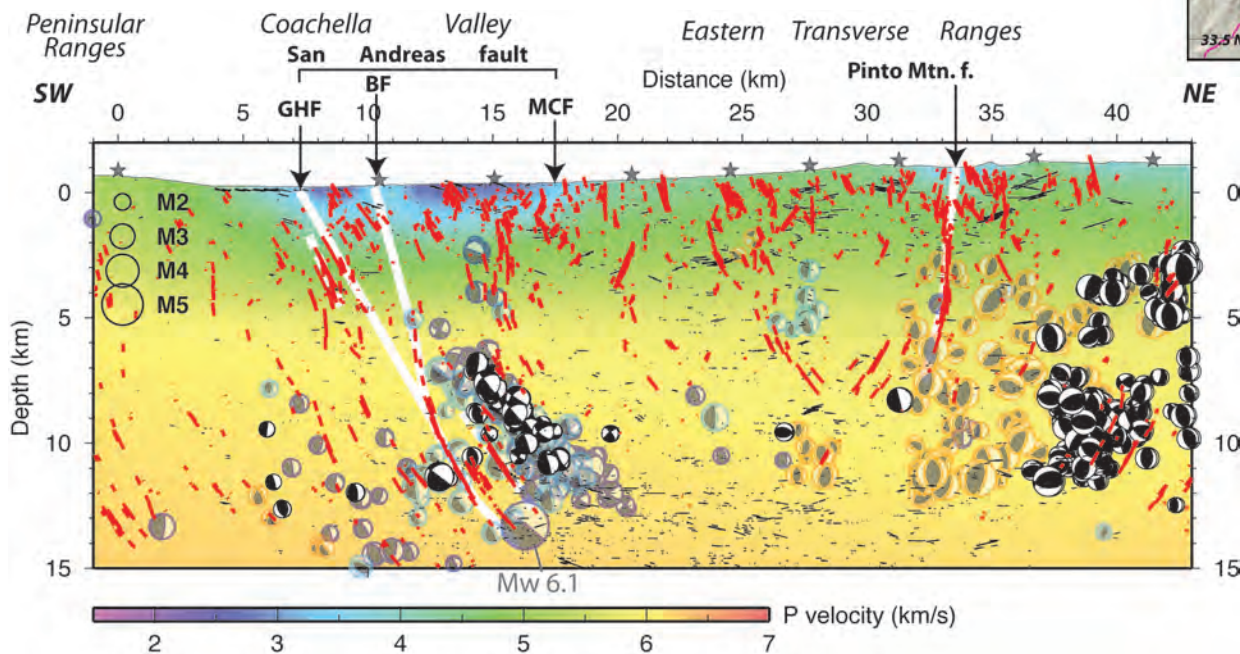 Peninsular Ranges
Coachella Valley
Eastern Transverse Ranges
San Andreas fault
BF
Pinto Mtn. f.
33.5 N
SW
GHF
MCF
Distance (km)
NE
0 5 10 15 20 25 30 35 40
Depth (km)
0
5
10
15
M2
M3
M4
M5
0
5
10
15
Mw 6.1
P velocity (km/s)
2 3 4 5 6 7